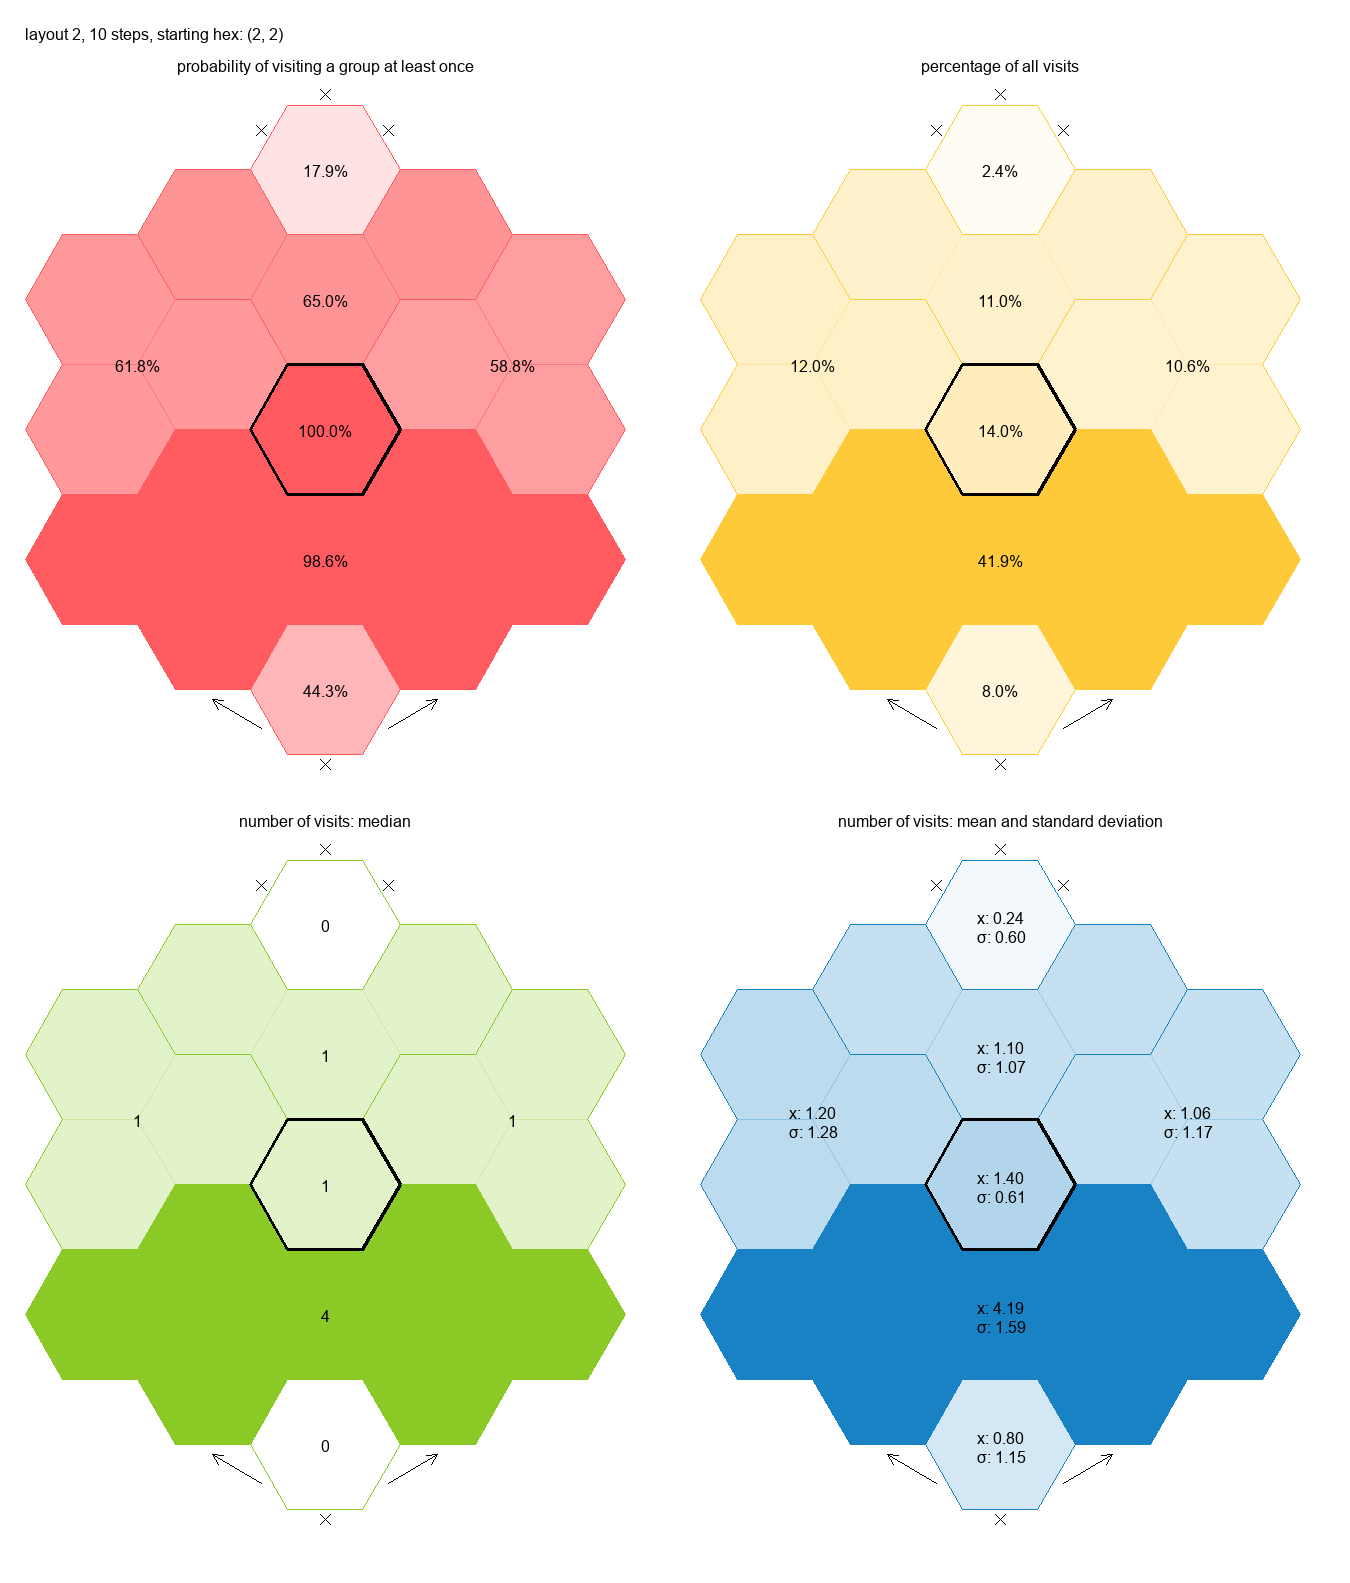 layout 2, 10 steps, starting hex: (2, 2)
probability of visiting a group at least once
17.9%
65.0%
61.8%
58.8%
100.0%
98.6%
44.3%
percentage of all visits
2.4%
11.0%
12.0%
10.6%
14.0%
41.9%
8.0%
number of visits: median
0
1
1
1
1
4
0
number of visits: mean and standard deviation
x: 0.24
σ: 0.60
x: 1.10
σ: 1.07
x: 1.20
σ: 1.28
x: 1.06
σ: 1.17
x: 1.40
σ: 0.61
x: 4.19
σ: 1.59
x: 0.80
σ: 1.15